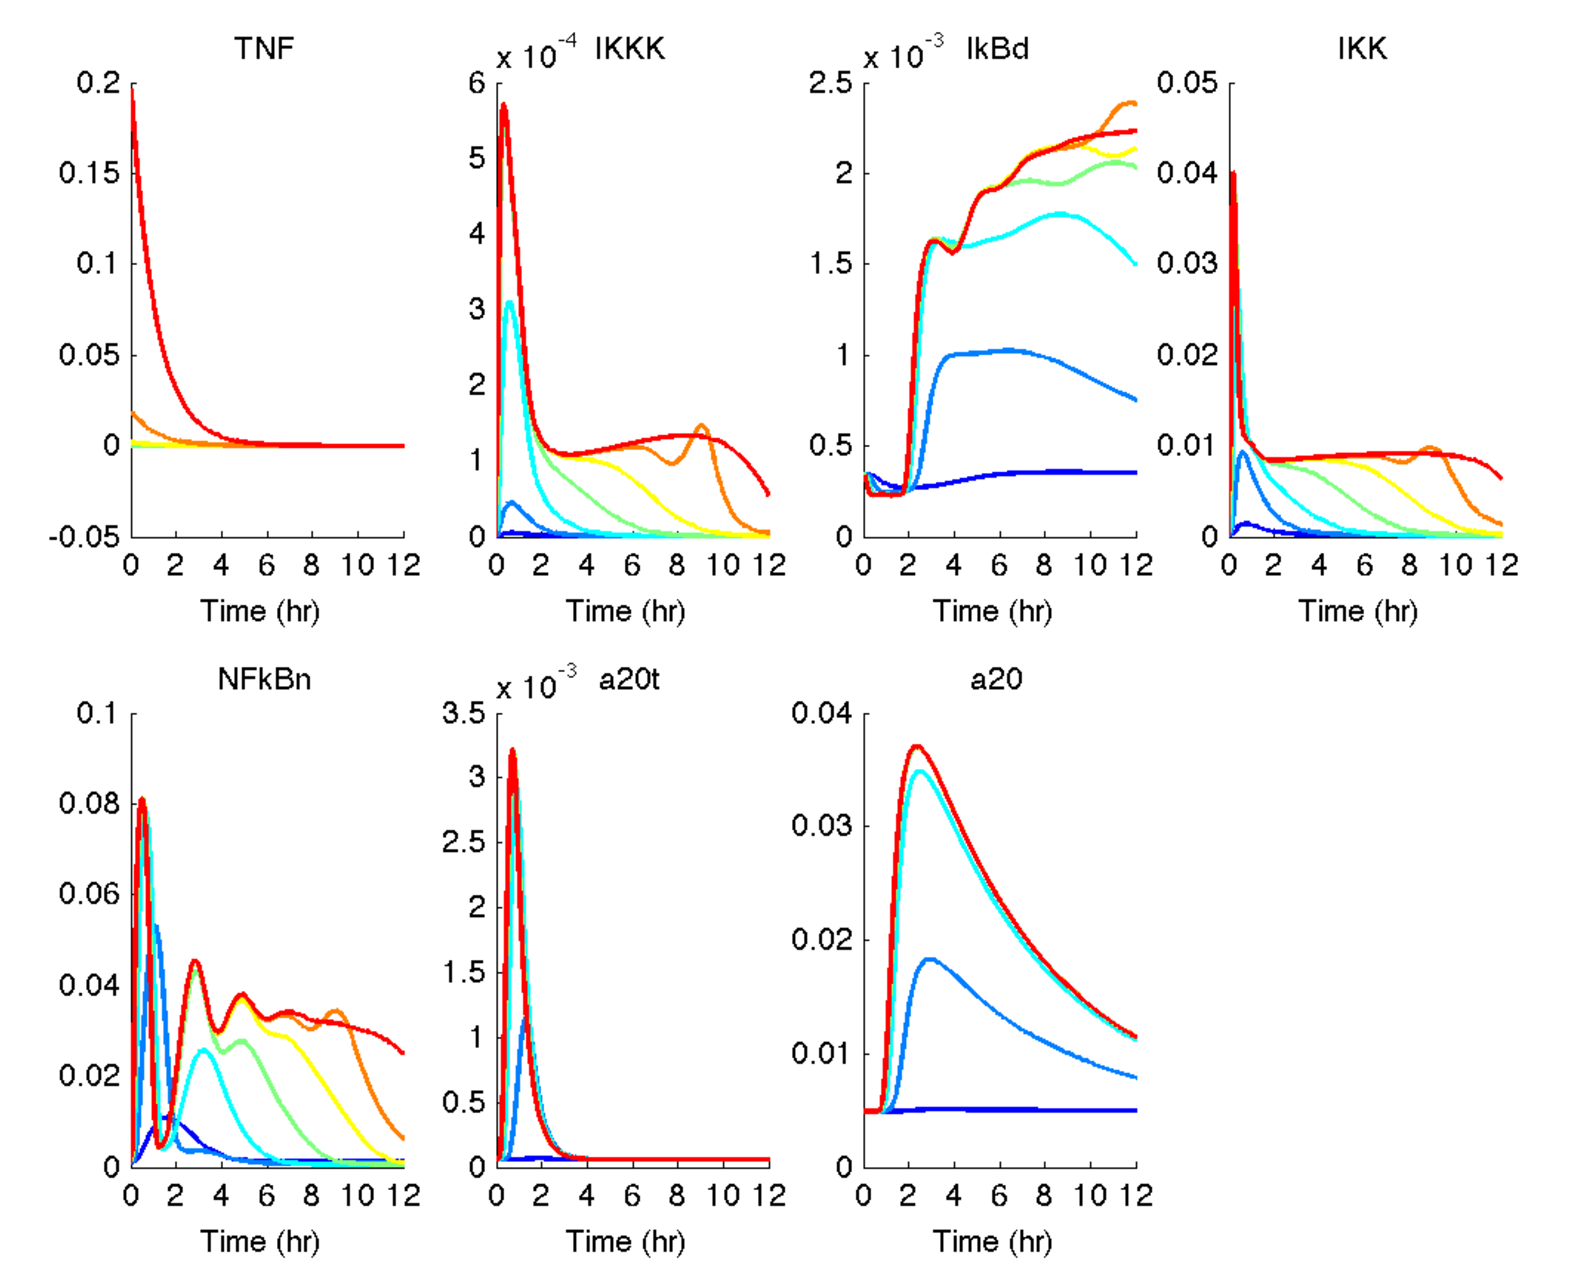 TNF
0.2
0.15
0.1
0.05
0
-0.05
0 2 4 6 8 10 12
Time (hr)
x 10^-4 IKKK
6
5
4
3
2
1
0
0 2 4 6 8 10 12
Time (hr)
x 10^-3 IkBd
2.5
2
1.5
1
0.5
0
0 2 4 6 8 10 12
Time (hr)
IKK
0.05
0.04
0.03
0.02
0.01
0
0 2 4 6 8 10 12
Time (hr)
NFkBn
0.1
0.08
0.06
0.04
0.02
0
0 2 4 6 8 10 12
Time (hr)
x 10^-3 a20t
3.5
3
2.5
2
1.5
1
0.5
0
0 2 4 6 8 10 12
Time (hr)
a20
0.04
0.03
0.02
0.01
0
0 2 4 6 8 10 12
Time (hr)